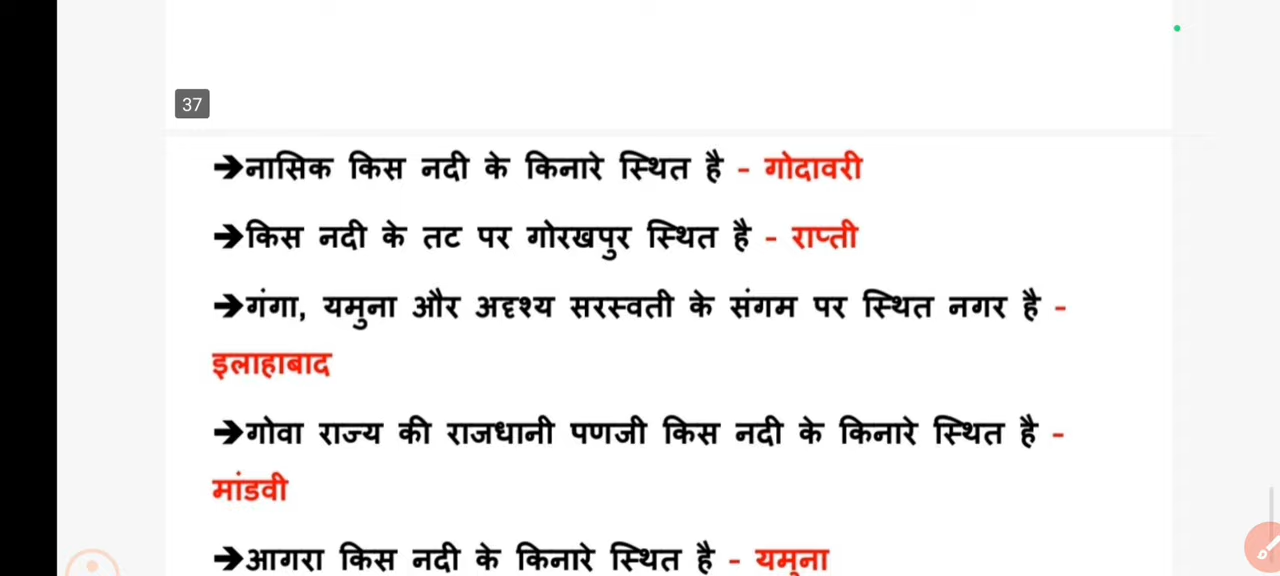 37
➔नासिक किस नदी के किनारे स्थित है - गोदावरी
➔किस नदी के तट पर गोरखपुर स्थित है - राप्ती
➔गंगा, यमुना और अदृश्य सरस्वती के संगम पर स्थित नगर है -
इलाहाबाद
➔गोवा राज्य की राजधानी पणजी किस नदी के किनारे स्थित है -
मांडवी
➔आगरा किस नदी के किनारे स्थित है - यमुना